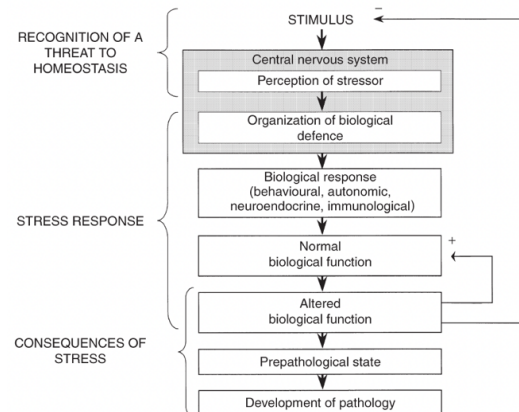 STIMULUS
−
RECOGNITION OF A
THREAT TO
HOMEOSTASIS
Central nervous system
Perception of stressor
Organization of biological
defence
STRESS RESPONSE
Biological response
(behavioural, autonomic,
neuroendocrine, immunological)
Normal
biological function
+
Altered
biological function
CONSEQUENCES OF
STRESS
Prepathological state
Development of pathology